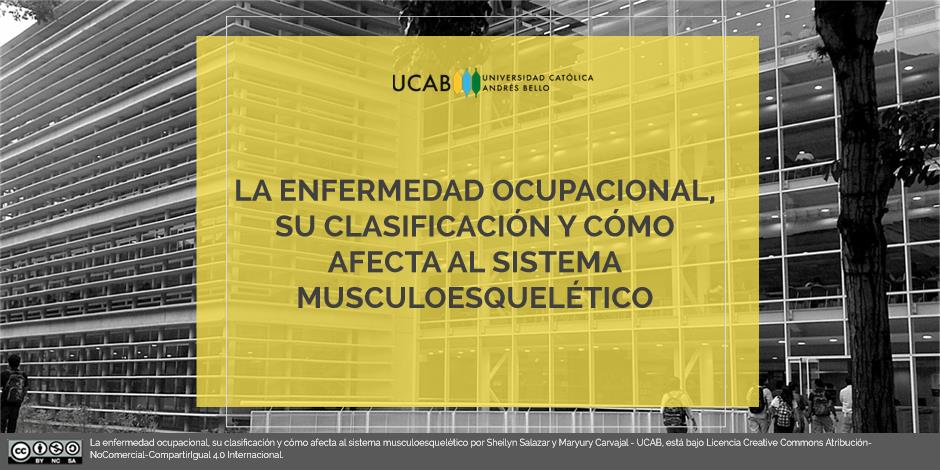 UCAB
UNIVERSIDAD CATÓLICA
ANDRÉS BELLO
LA ENFERMEDAD OCUPACIONAL,
SU CLASIFICACIÓN Y CÓMO
AFECTA AL SISTEMA
MUSCULOESQUELÉTICO
cc
BY NC SA
La enfermedad ocupacional, su clasificación y cómo afecta al sistema musculoesquelético por Sheilyn Salazar y Maryury Carvajal - UCAB, está bajo Licencia Creative Commons Atribución-
NoComercial-CompartirIgual 4.0 Internacional.